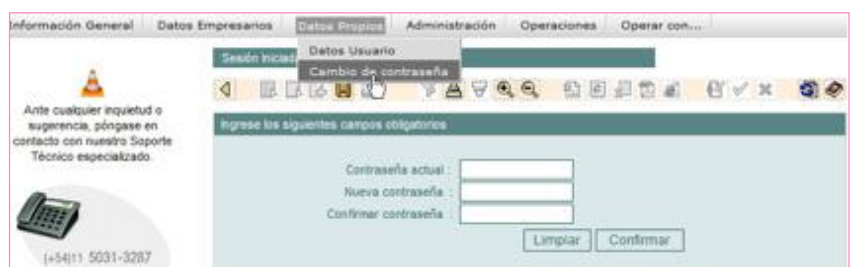 Información General Datos Empresarios Datos Propios Administración Operaciones Operar con...
Datos Usuario
Cambio de contraseña
Sesión
Ante cualquier inquietud o
sugerencia, póngase en
contacto con nuestro Soporte
Técnico especializado.
Ingrese los siguientes campos obligatorios
Contraseña actual :
Nueva contraseña :
Confirmar contraseña :
Limpiar Confirmar
(+54)11 5031-3287